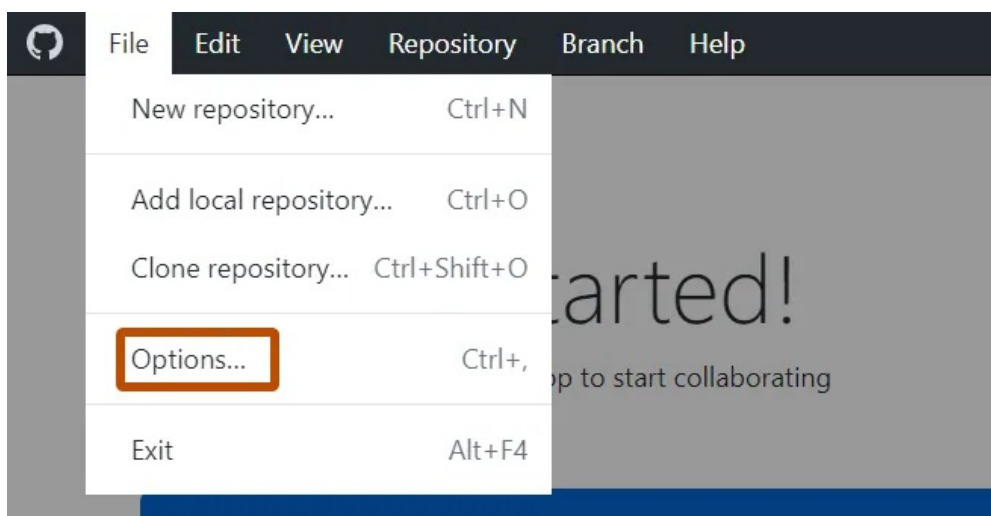 File Edit View Repository Branch Help
New repository... Ctrl+N
Add local repository... Ctrl+O
Clone repository... Ctrl+Shift+O
Options... Ctrl+,
Exit Alt+F4
to start collaborating